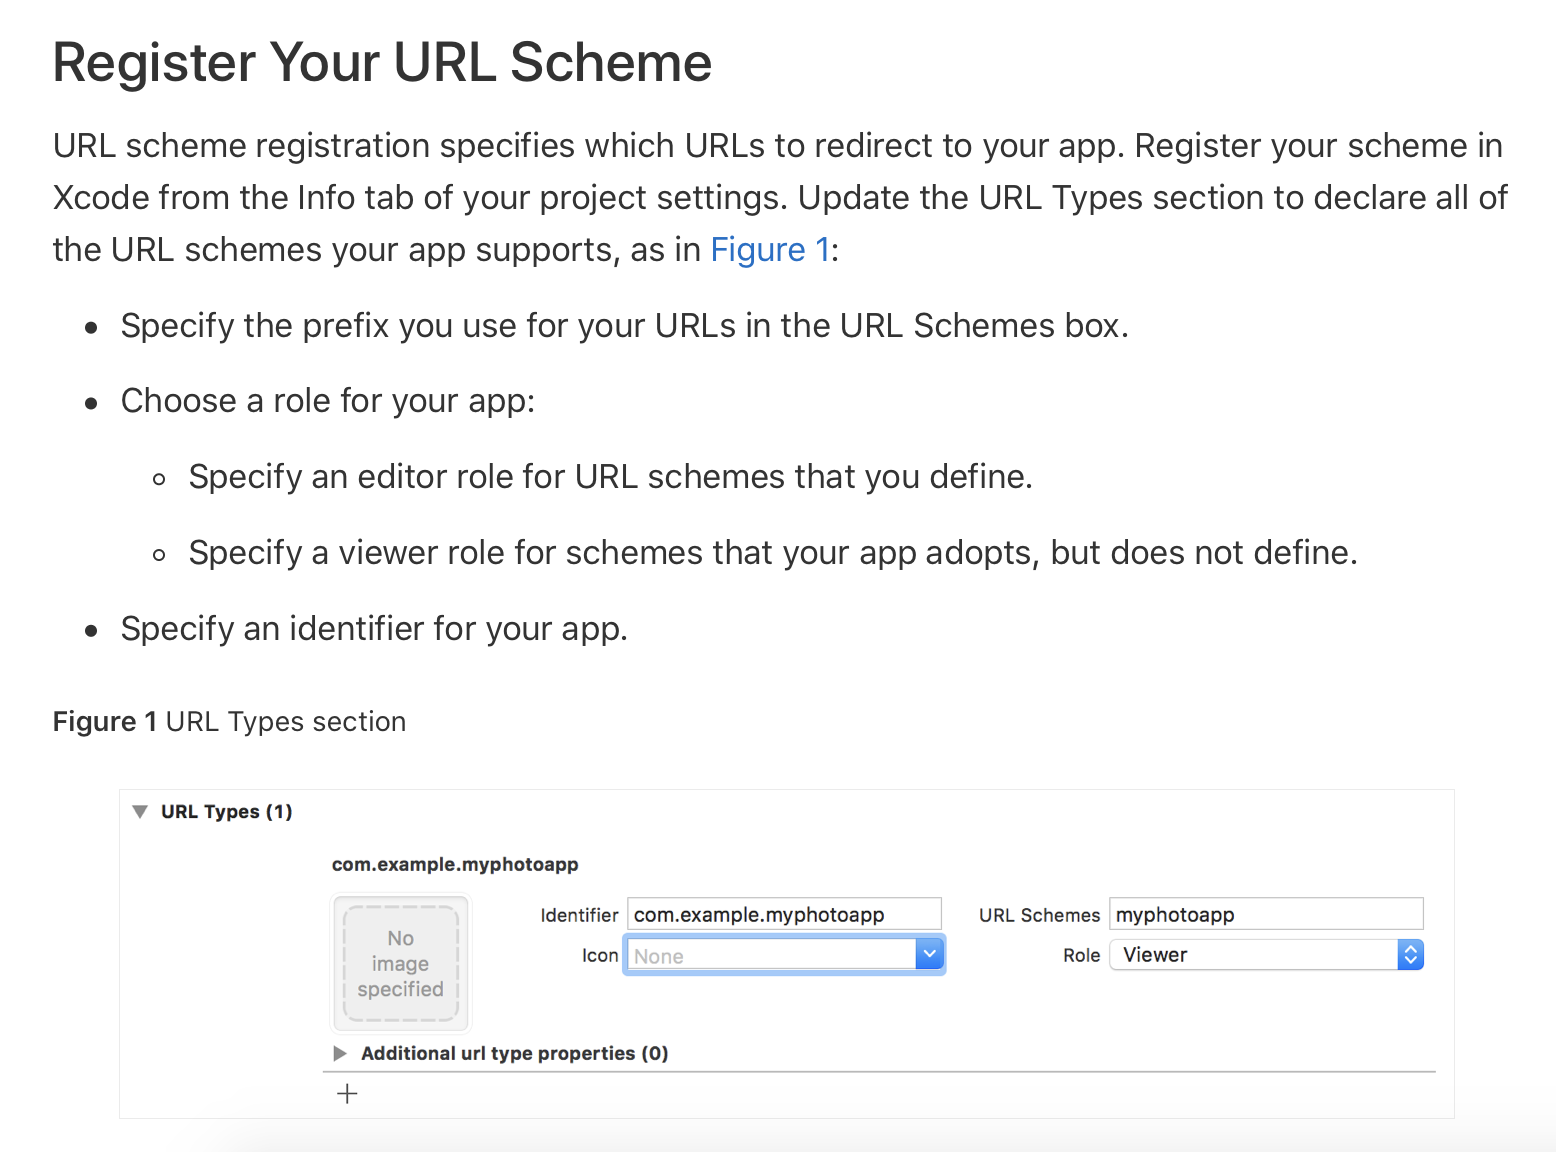 Register Your URL Scheme
URL scheme registration specifies which URLs to redirect to your app. Register your scheme in
Xcode from the Info tab of your project settings. Update the URL Types section to declare all of
the URL schemes your app supports, as in Figure 1:
• Specify the prefix you use for your URLs in the URL Schemes box.
• Choose a role for your app:
◦ Specify an editor role for URL schemes that you define.
◦ Specify a viewer role for schemes that your app adopts, but does not define.
• Specify an identifier for your app.
Figure 1 URL Types section
URL Types (1)
com.example.myphotoapp
No
image
specified
Identifier com.example.myphotoapp
URL Schemes myphotoapp
Icon None
Role Viewer
Additional url type properties (0)
+